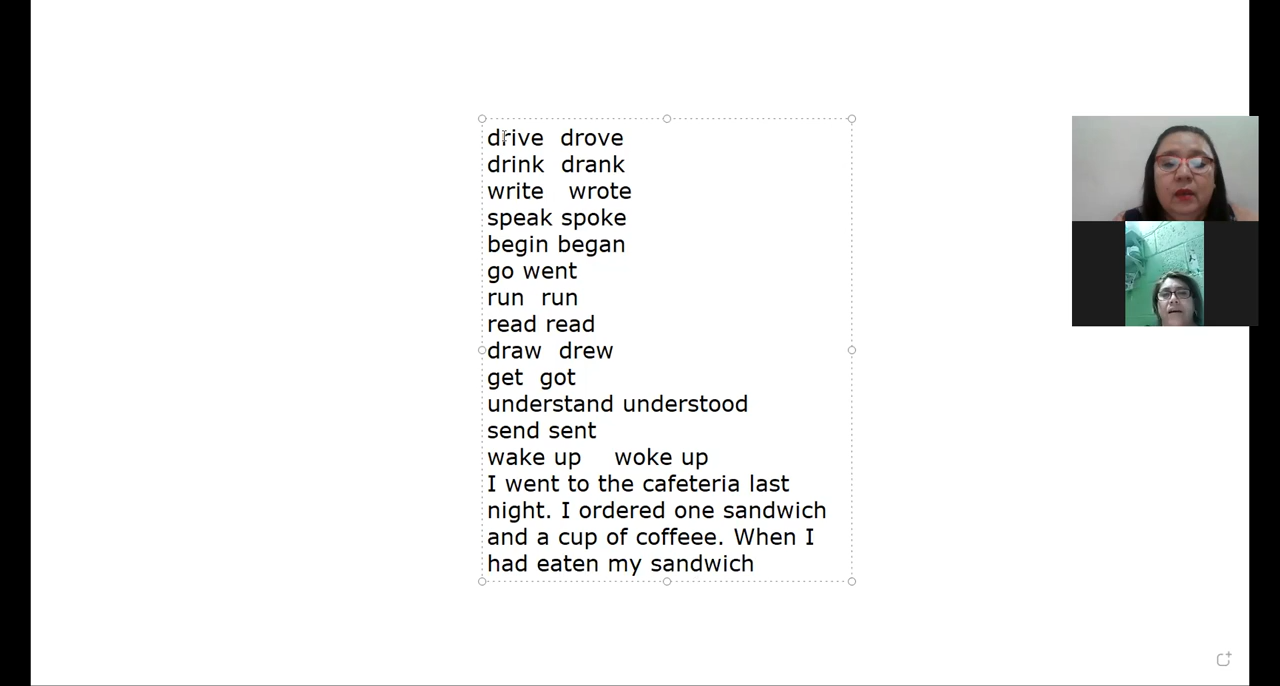 drive drove
drink drank
write wrote
speak spoke
begin began
go went
run run
read read
draw drew
get got
understand understood
send sent
wake up woke up
I went to the cafeteria last
night. I ordered one sandwich
and a cup of coffeee. When I
had eaten my sandwich